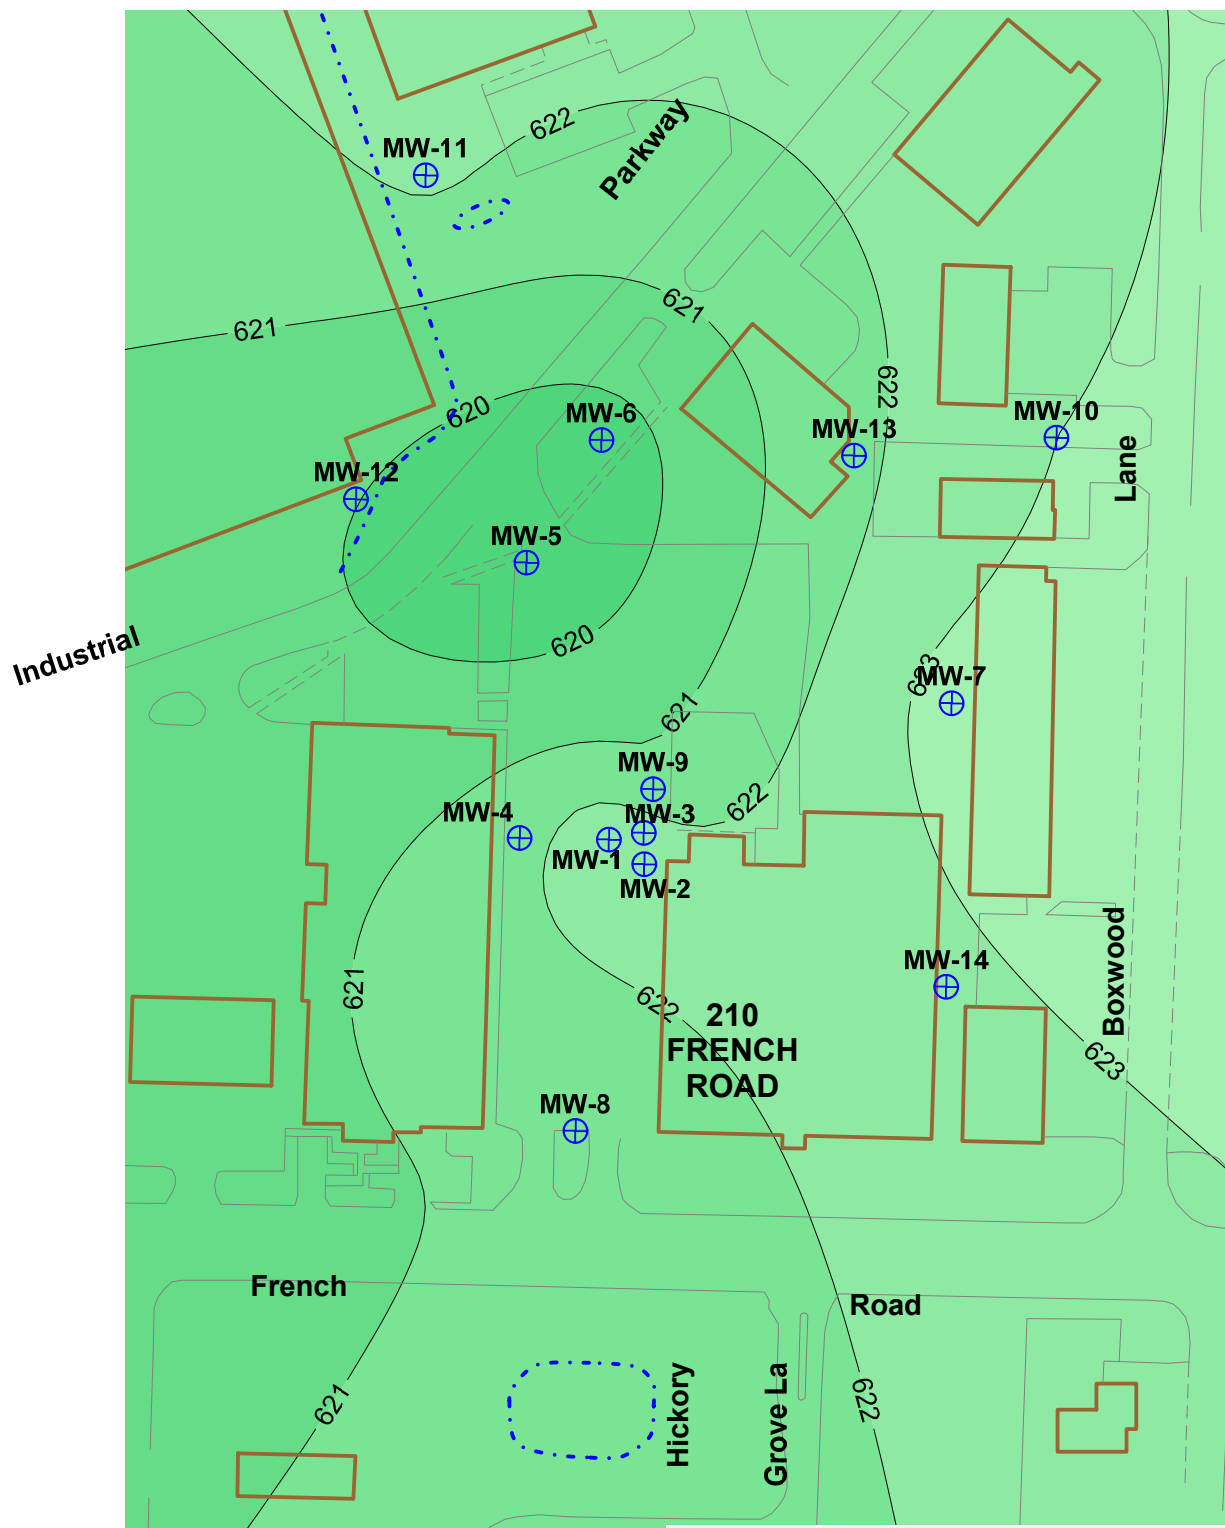 622
Parkway
MW-11
621
621
622
620
MW-6
MW-10
MW-13
Lane
MW-12
MW-5
620
Industrial
623
MW-7
621
MW-9
622
MW-3
MW-4
MW-1
MW-2
Boxwood
MW-14
621
622
210
FRENCH
ROAD
623
MW-8
French
Road
621
Hickory
Grove La
622